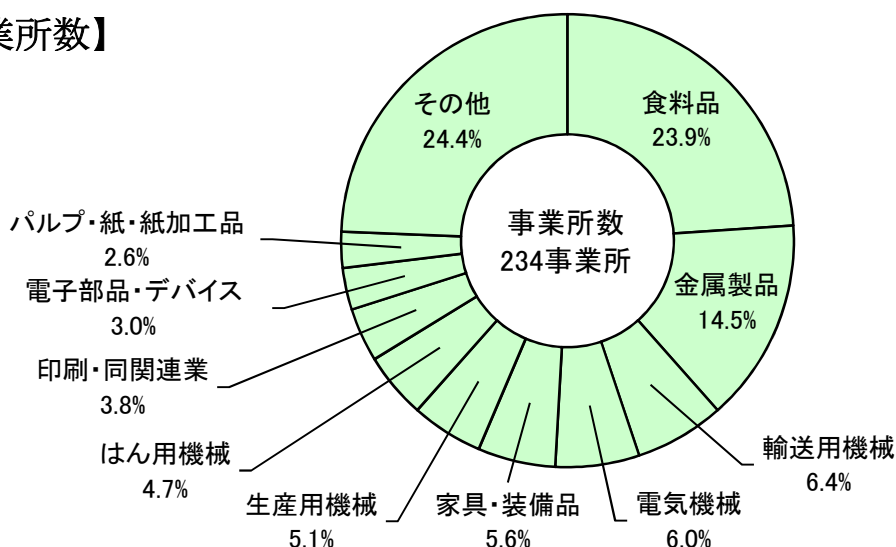 業所数】
その他
24.4%
食料品
23.9%
事業所数
234事業所
パルプ・紙・紙加工品
2.6%
電子部品・デバイス
3.0%
印刷・同関連業
3.8%
はん用機械
4.7%
生産用機械
5.1%
家具・装備品
5.6%
電気機械
6.0%
輸送用機械
6.4%
金属製品
14.5%